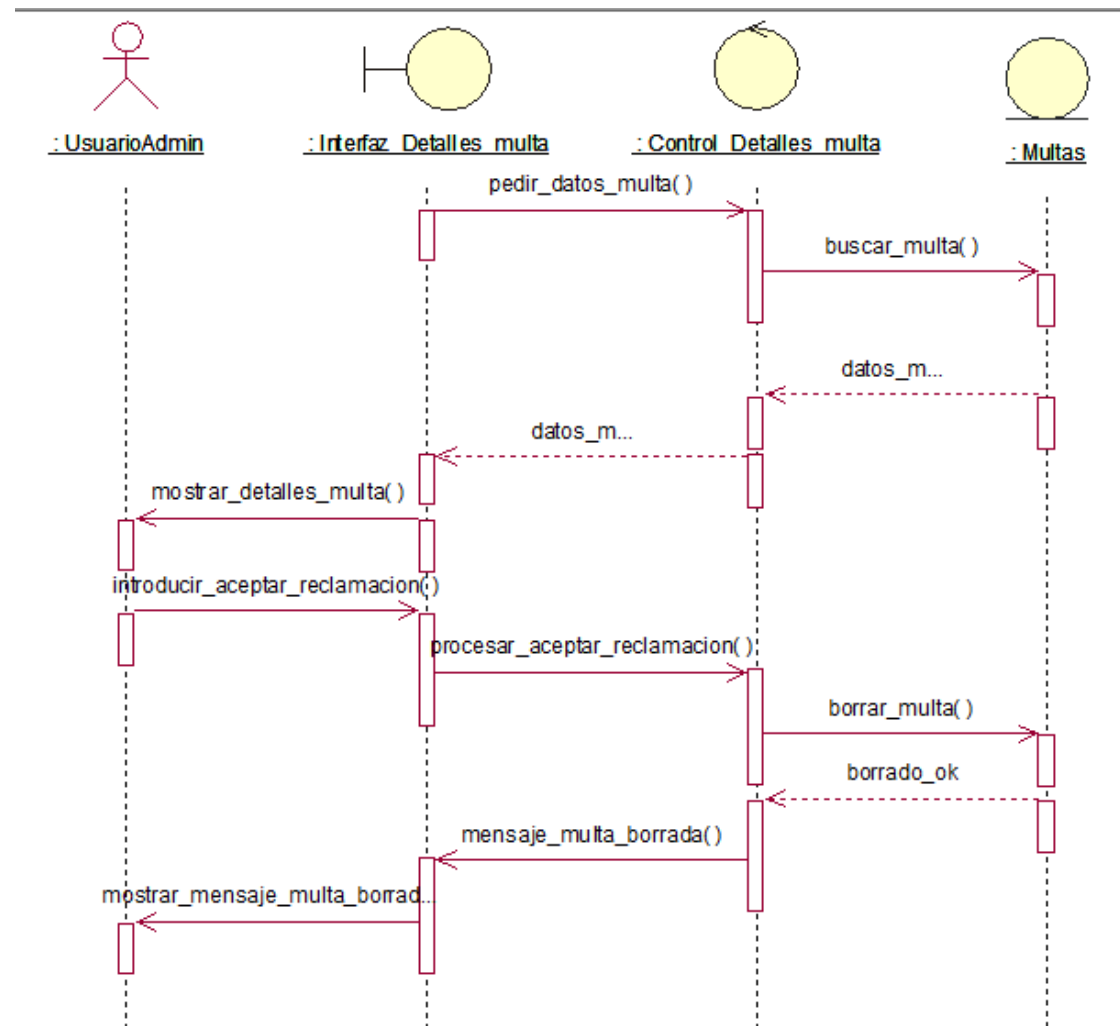 : UsuarioAdmin
: Interfaz_Detalles_multa
: Control_Detalles_multa
: Multas
pedir_datos_multa( )
buscar_multa( )
datos_m...
datos_m...
mostrar_detalles_multa( )
introducir_aceptar_reclamacion( )
procesar_aceptar_reclamacion( )
borrar_multa( )
borrado_ok
mensaje_multa_borrada( )
mostrar_mensaje_multa_borrad...